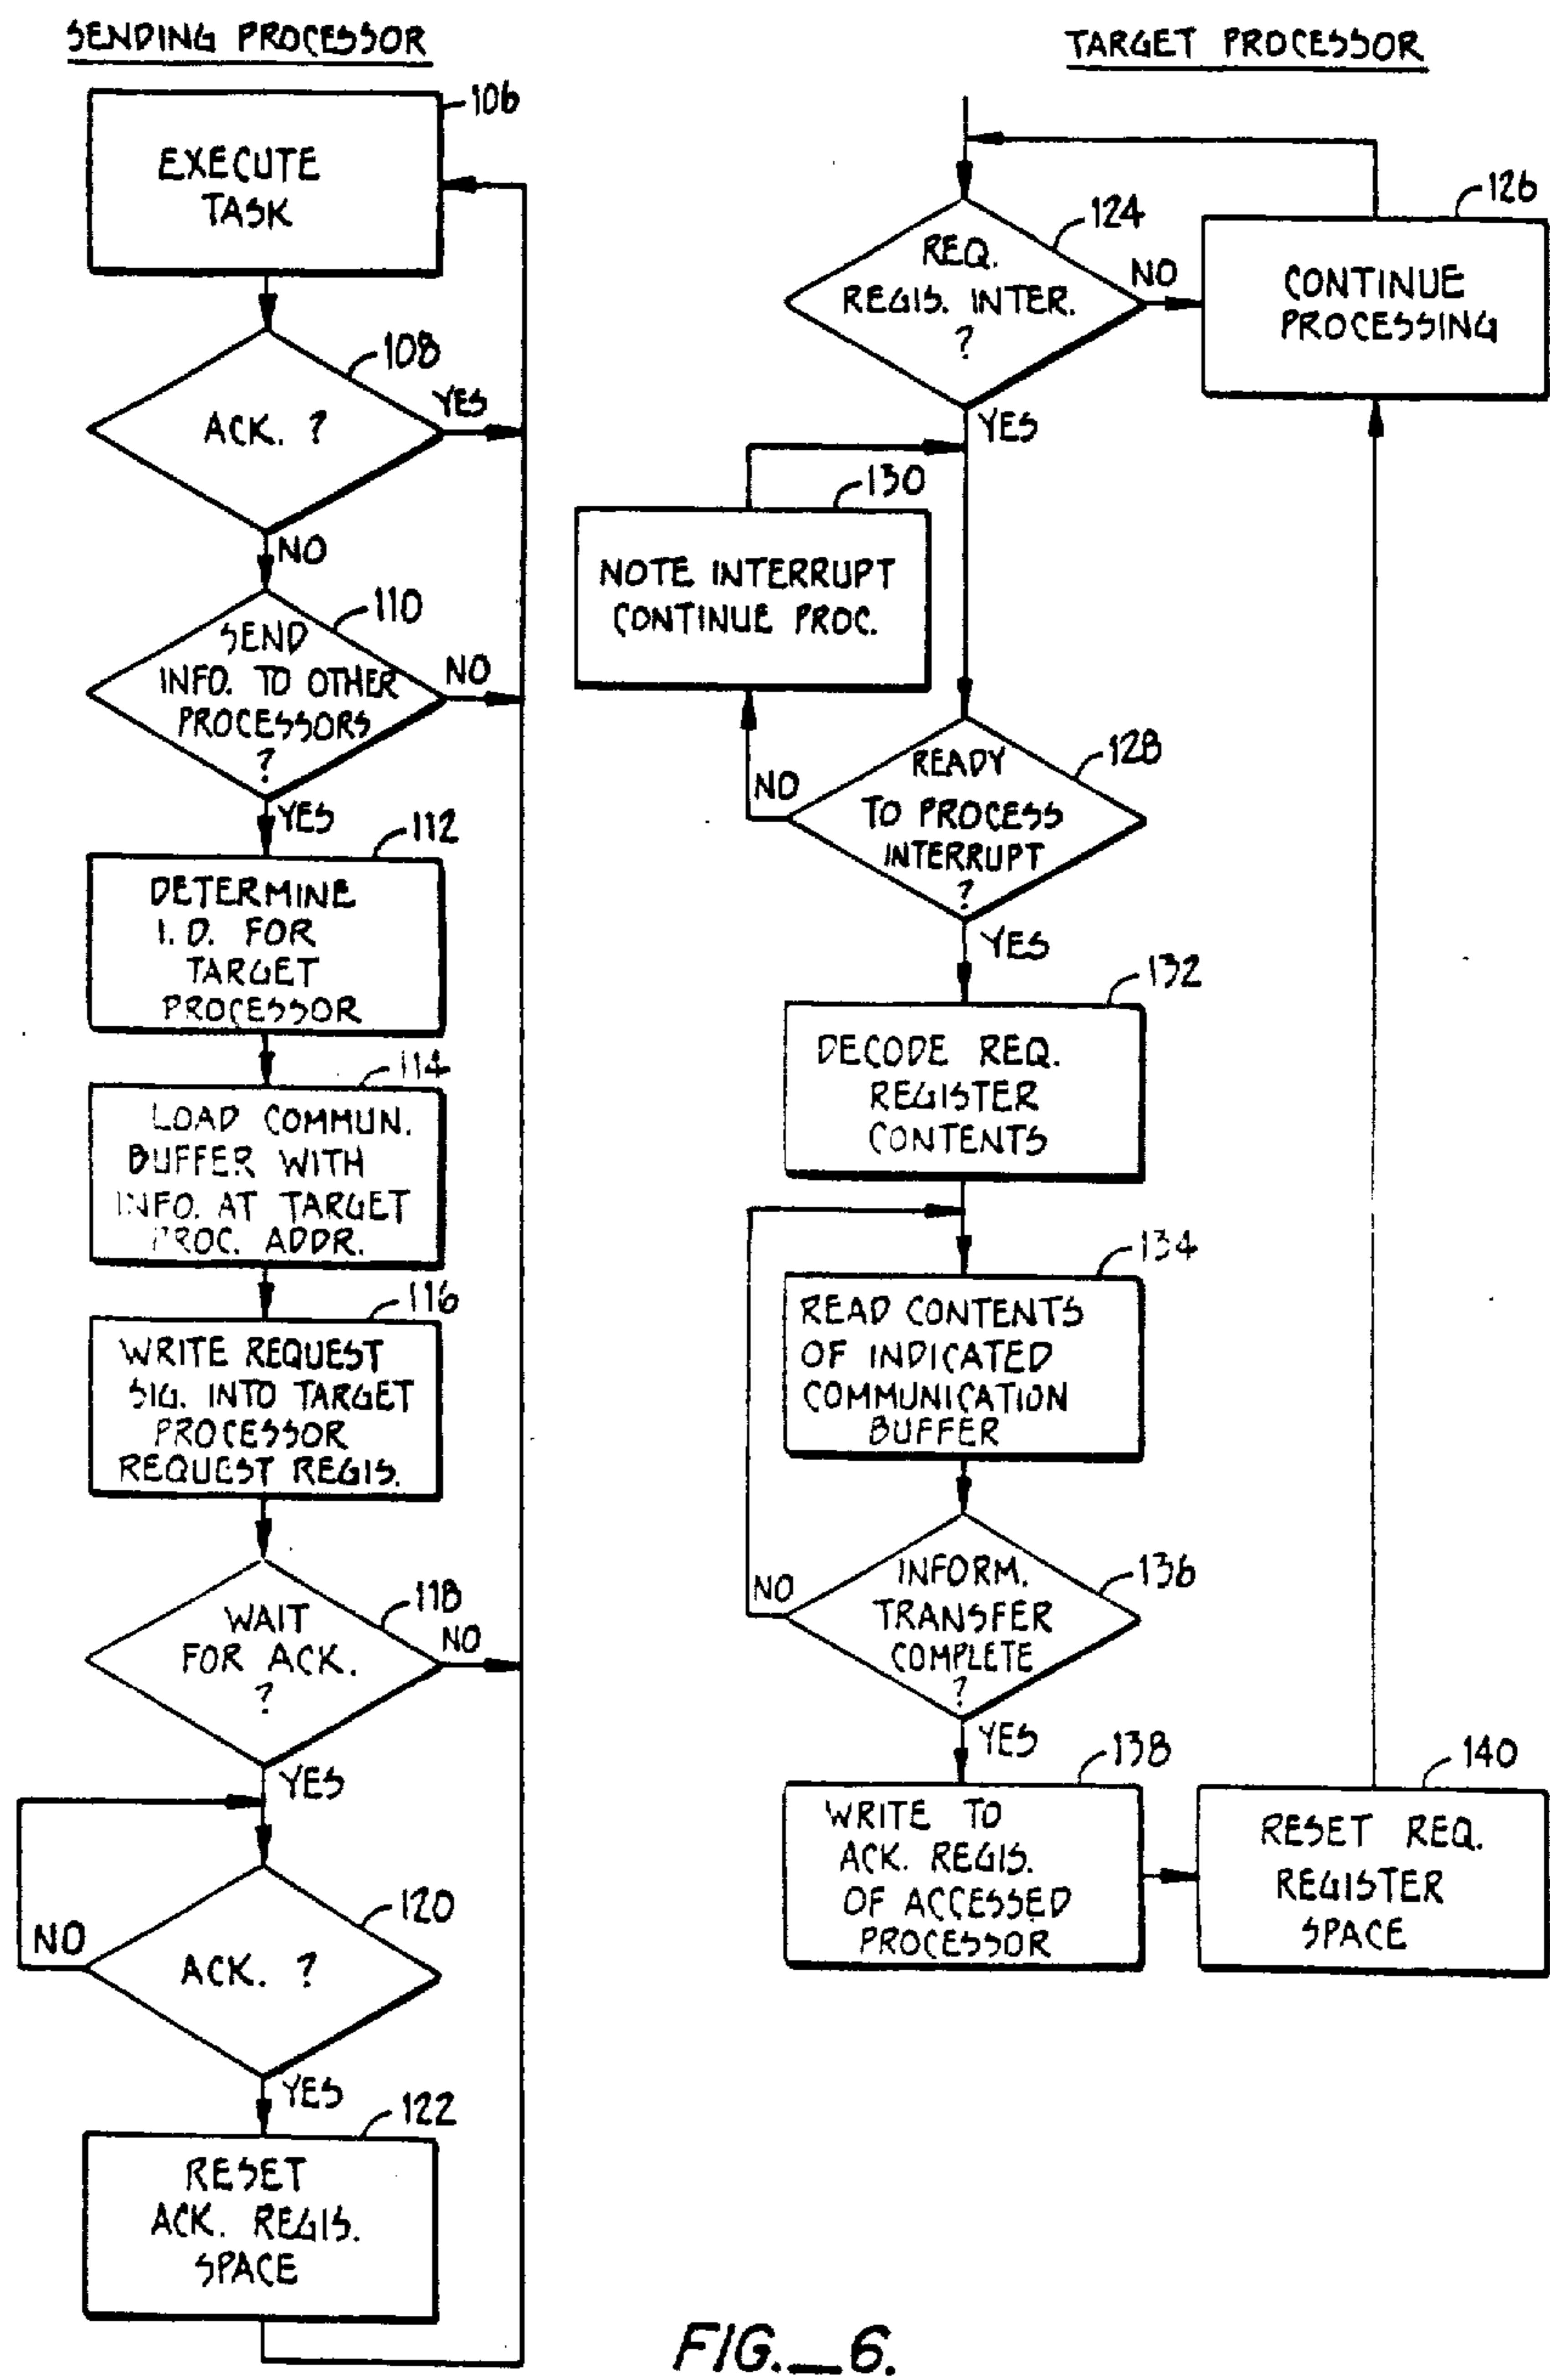 SENDING PROCESSOR
106
EXECUTE
TASK
108
ACK. ?
YES
NO
110
SEND
INFO. TO OTHER
PROCESSORS
?
NO
YES
112
DETERMINE
I.D. FOR
TARGET
PROCESSOR
114
LOAD COMMUN.
BUFFER WITH
INFO. AT TARGET
PROC. ADDR.
116
WRITE REQUEST
SIG. INTO TARGET
PROCESSOR
REQUEST REGIS.
118
WAIT
FOR ACK.
?
NO
YES
120
ACK. ?
NO
YES
122
RESET
ACK. REGIS.
SPACE
TARGET PROCESSOR
124
REQ.
REGIS. INTER.
?
NO
YES
126
CONTINUE
PROCESSING
130
NOTE INTERRUPT
CONTINUE PROC.
128
READY
TO PROCESS
INTERRUPT
?
NO
YES
132
DECODE REQ.
REGISTER
CONTENTS
134
READ CONTENTS
OF INDICATED
COMMUNICATION
BUFFER
136
INFORM.
TRANSFER
COMPLETE
?
NO
YES
138
WRITE TO
ACK. REGIS.
OF ACCESSED
PROCESSOR
140
RESET REQ.
REGISTER
SPACE
FIG._6.